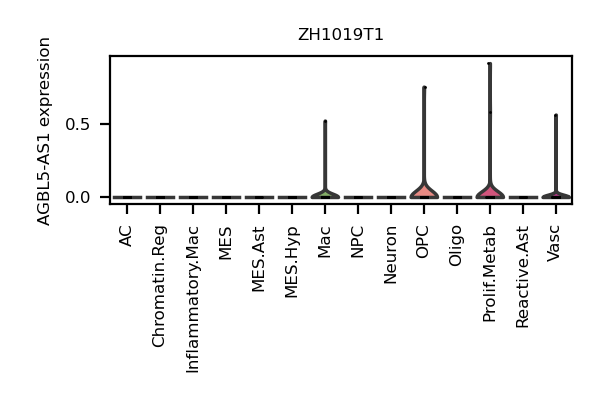 ZH1019T1
AGBL5-AS1 expression
0.5
0.0
AC
Chromatin.Reg
Inflammatory.Mac
MES
MES.Ast
MES.Hyp
Mac
NPC
Neuron
OPC
Oligo
Prolif.Metab
Reactive.Ast
Vasc